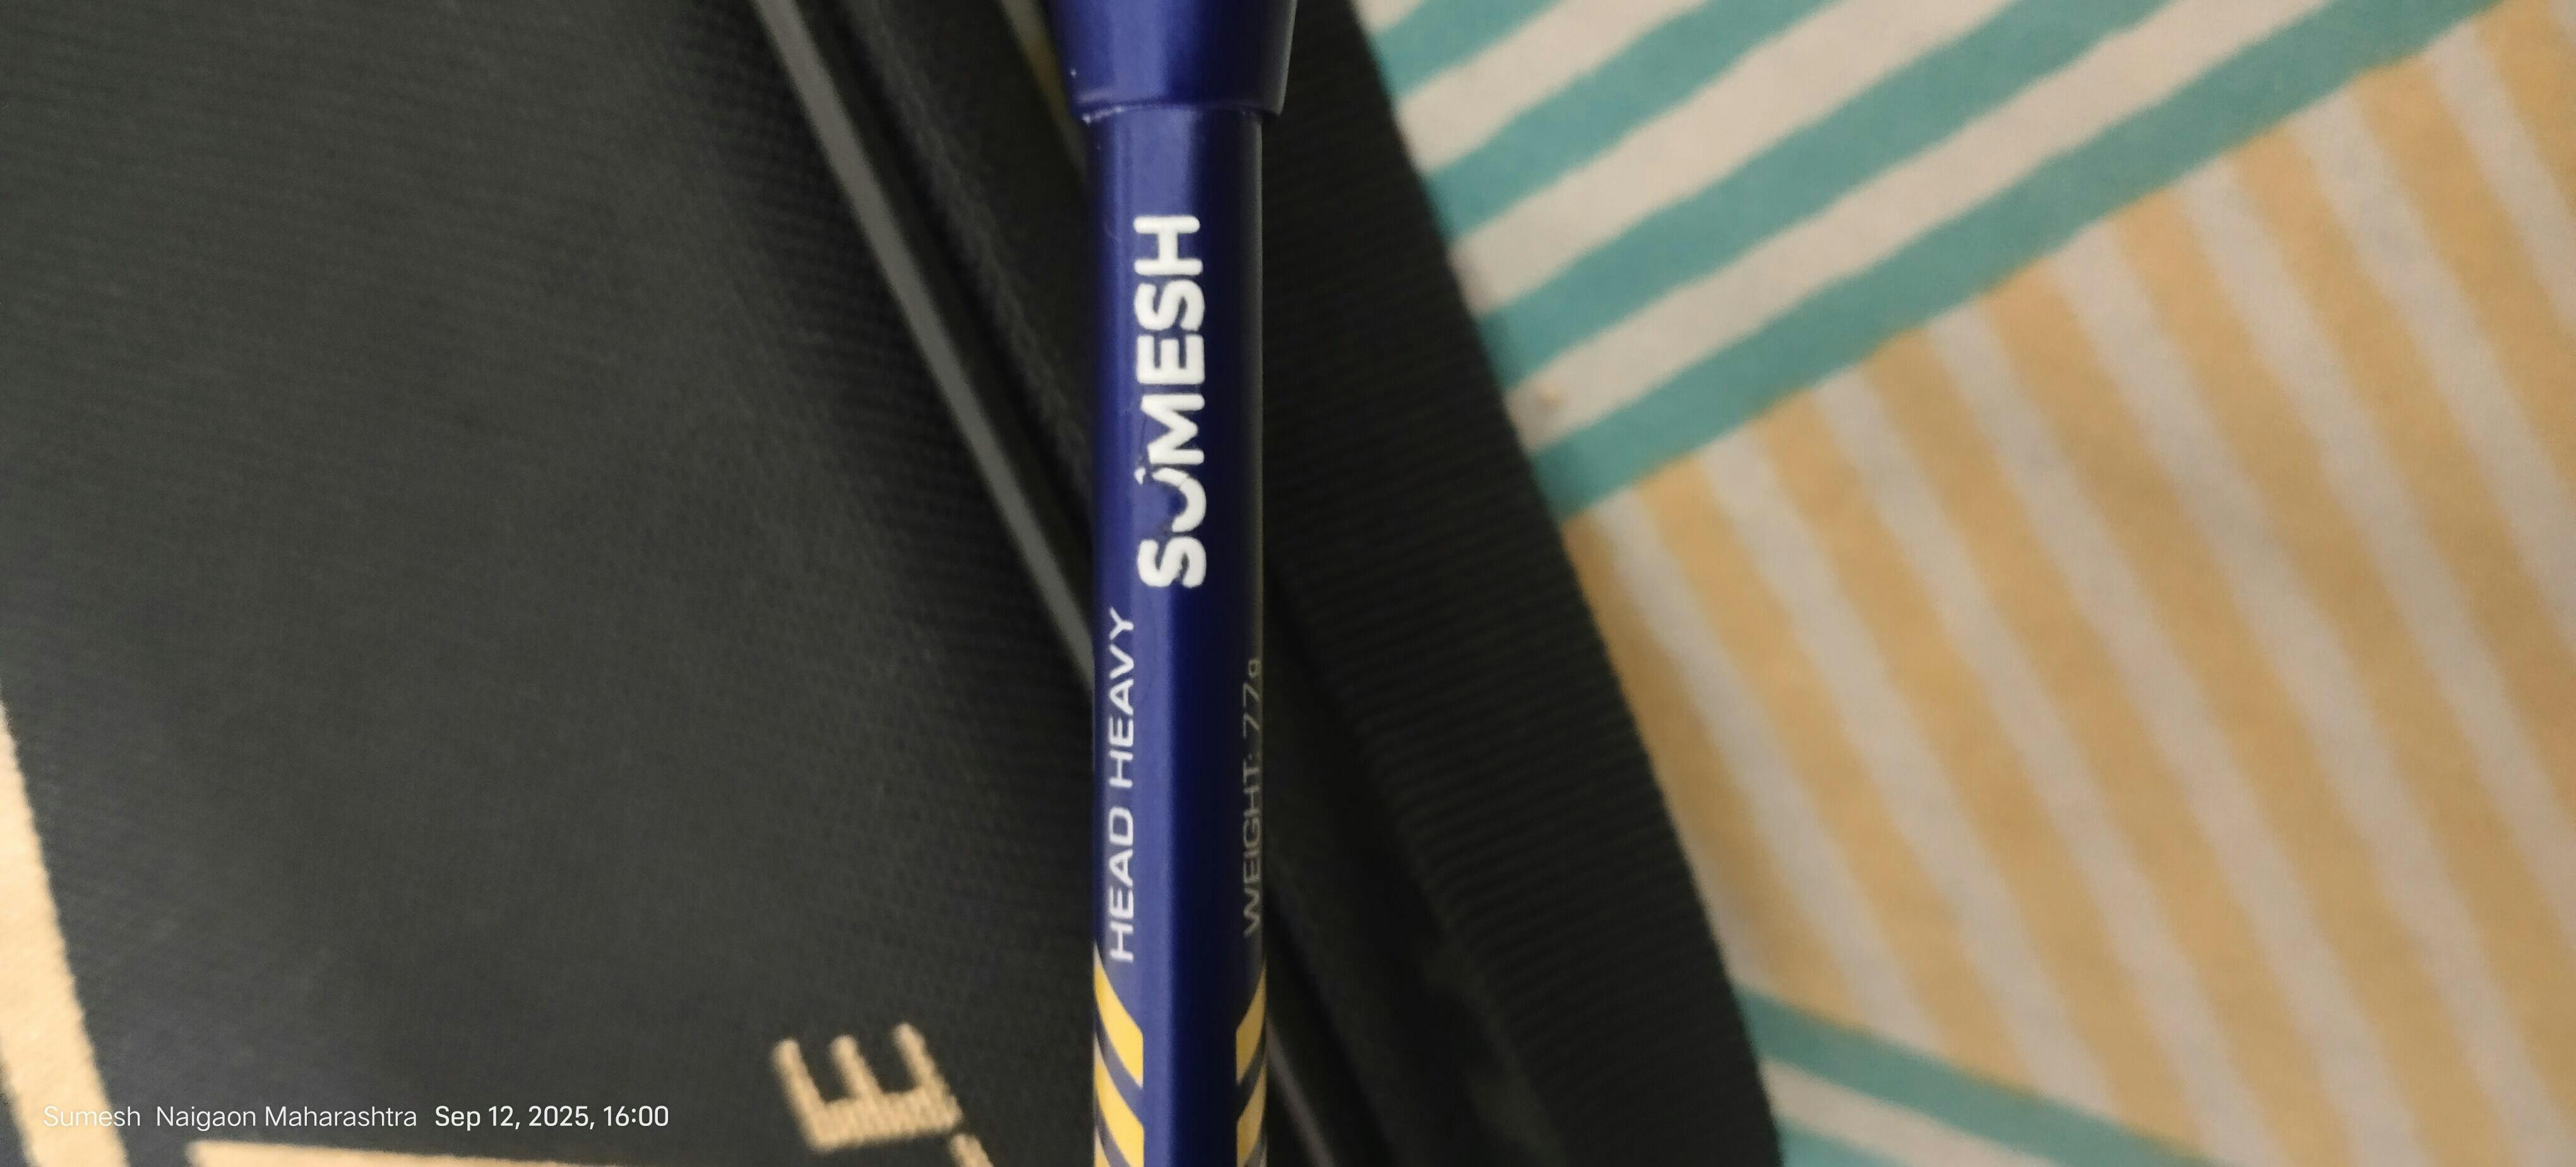 SUMESH
HEAD HEAVY
WEIGHT: 77g
E
Sumesh Naigaon Maharashtra Sep 12, 2025, 16:00